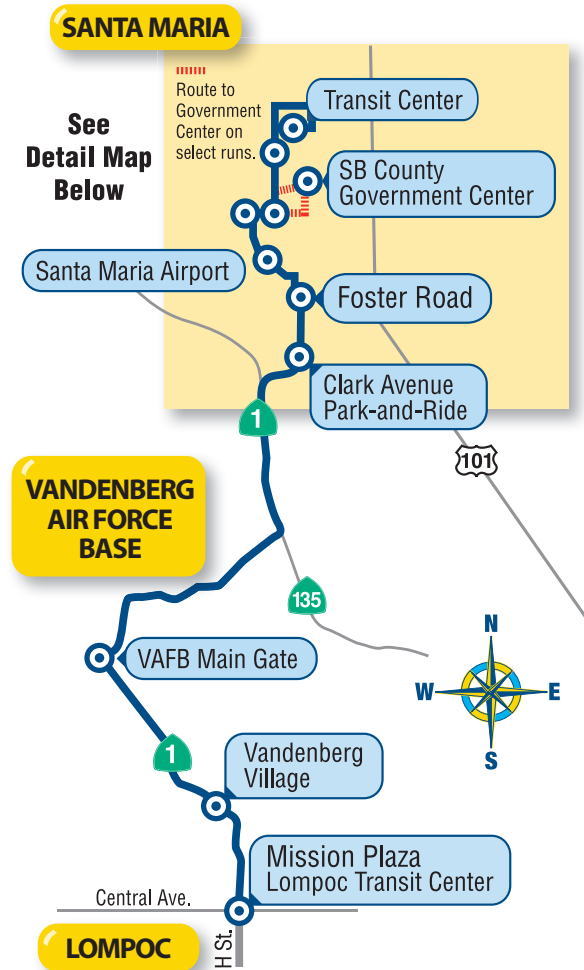 SANTA MARIA
Route to
Government
Center on
select runs.
See
Detail Map
Below
Transit Center
SB County
Government Center
Santa Maria Airport
Foster Road
Clark Avenue
Park-and-Ride
1
101
VANDENBERG
AIR FORCE
BASE
135
N
W
E
S
VAFB Main Gate
1
Vandenberg
Village
Mission Plaza
Lompoc Transit Center
Central Ave.
H St.
LOMPOC